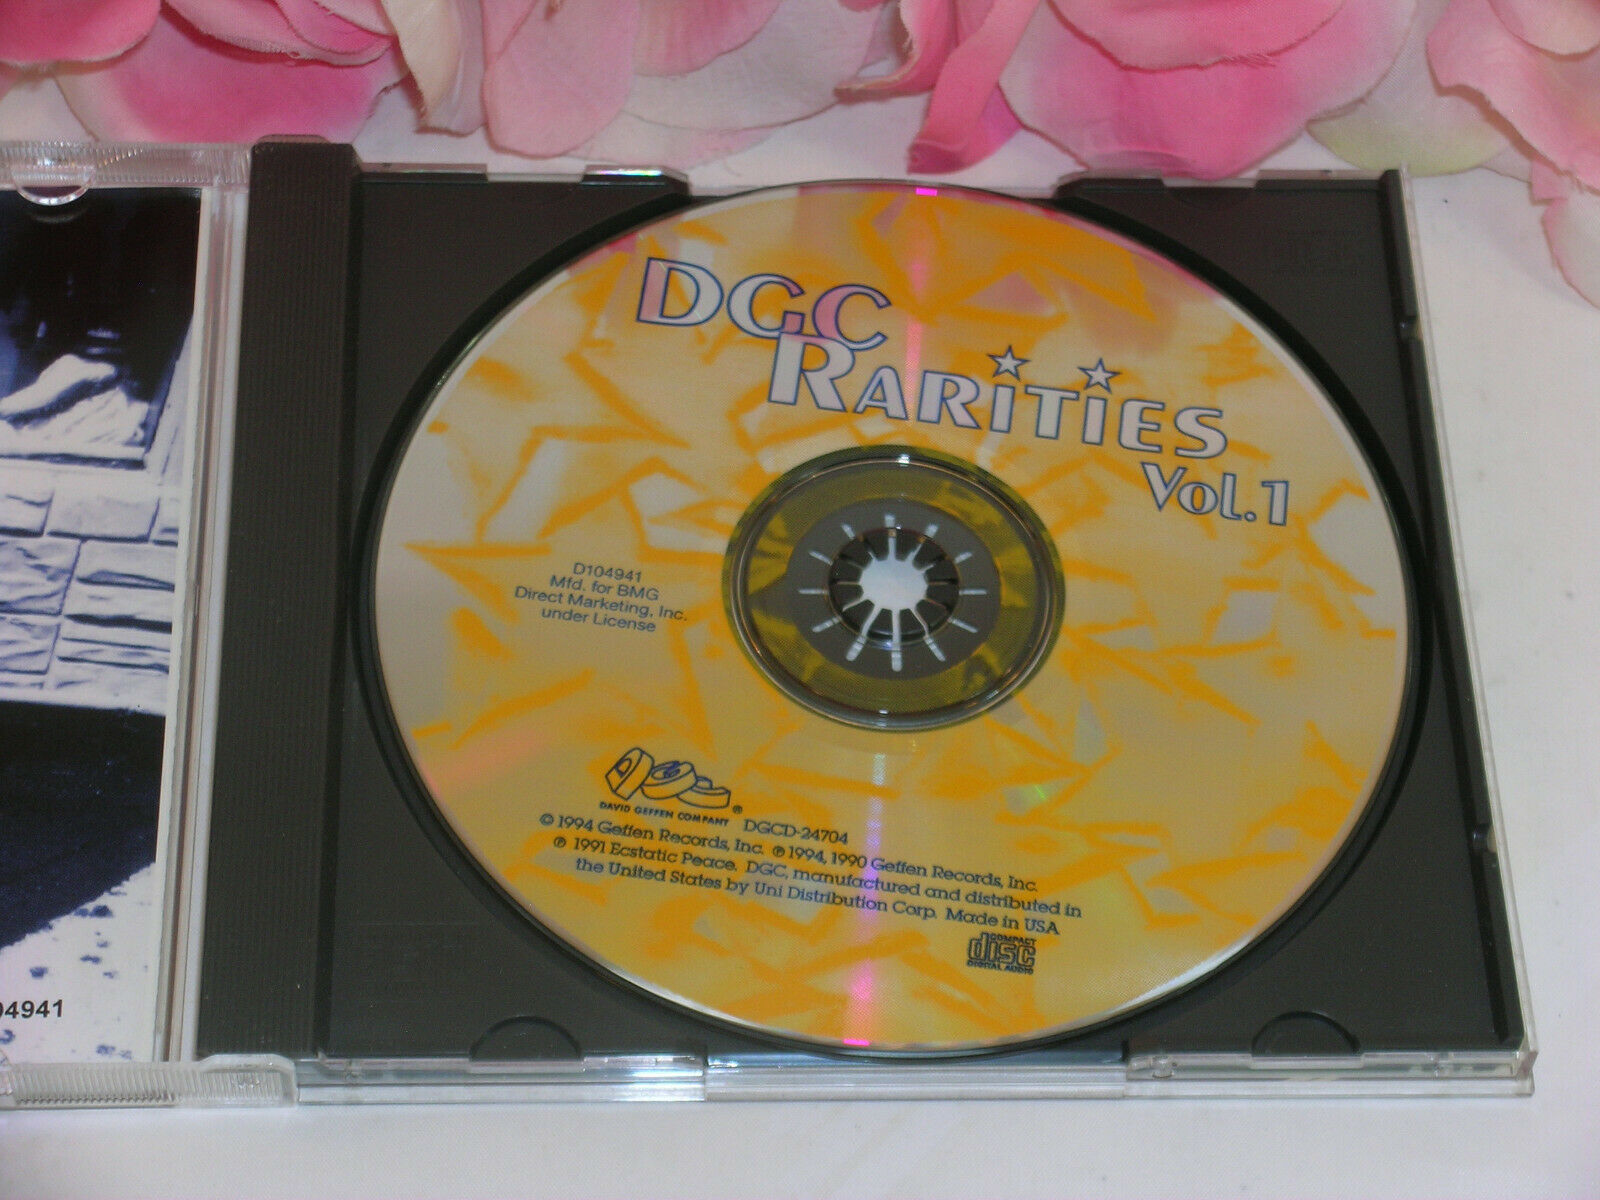 DGC
RARiTiES
VOL.1
D104941
Mfd. for BMG
Direct Marketing, Inc.
under License
DAVID GEFFEN COMPANY ®
DGCD-24704
© 1994 Geffen Records, Inc. ℗ 1994, 1990 Geffen Records, Inc.
℗ 1991 Ecstatic Peace. DGC, manufactured and distributed in
the United States by Uni Distribution Corp. Made in USA
COMPACT
disc
DIGITAL AUDIO
04941